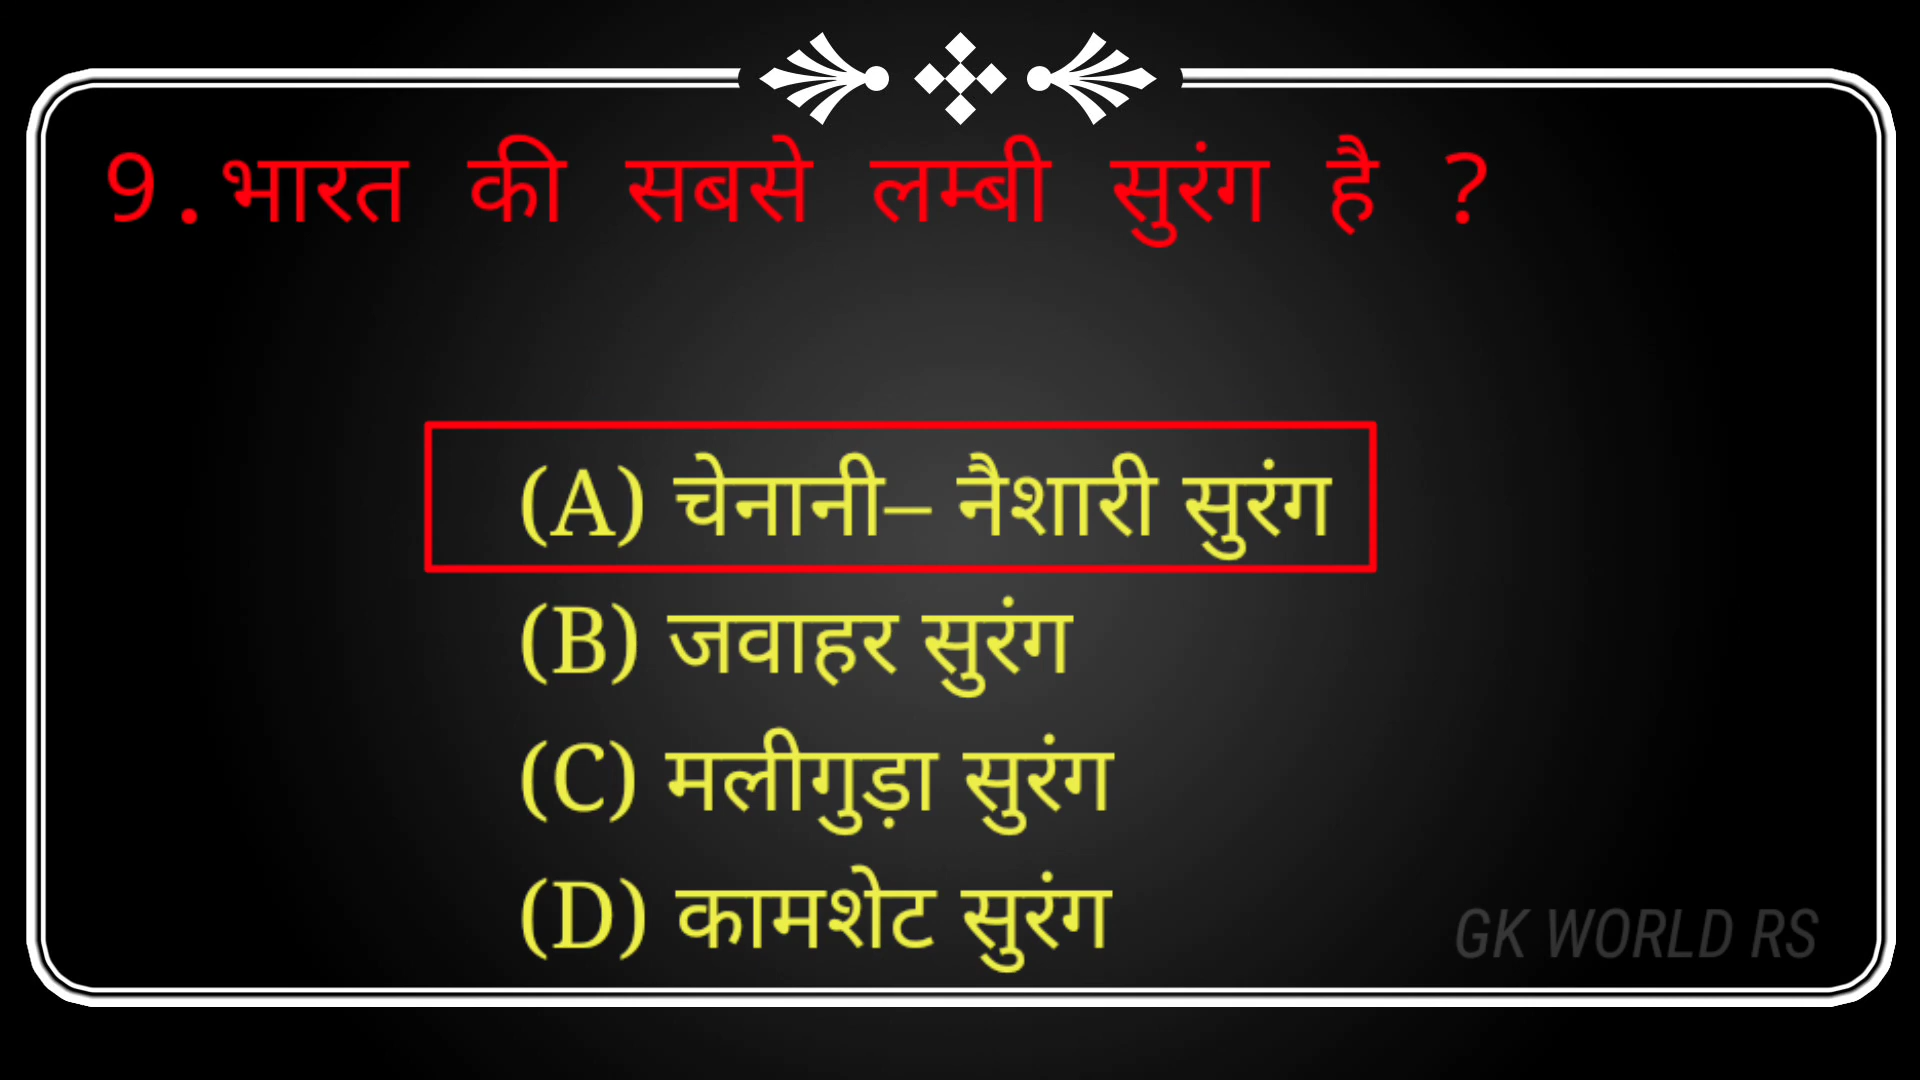 9.भारत की सबसे लम्बी सुरंग है ?
(A) चेनानी– नैशारी सुरंग
(B) जवाहर सुरंग
(C) मलीगुड़ा सुरंग
(D) कामशेट सुरंग
GK WORLD RS